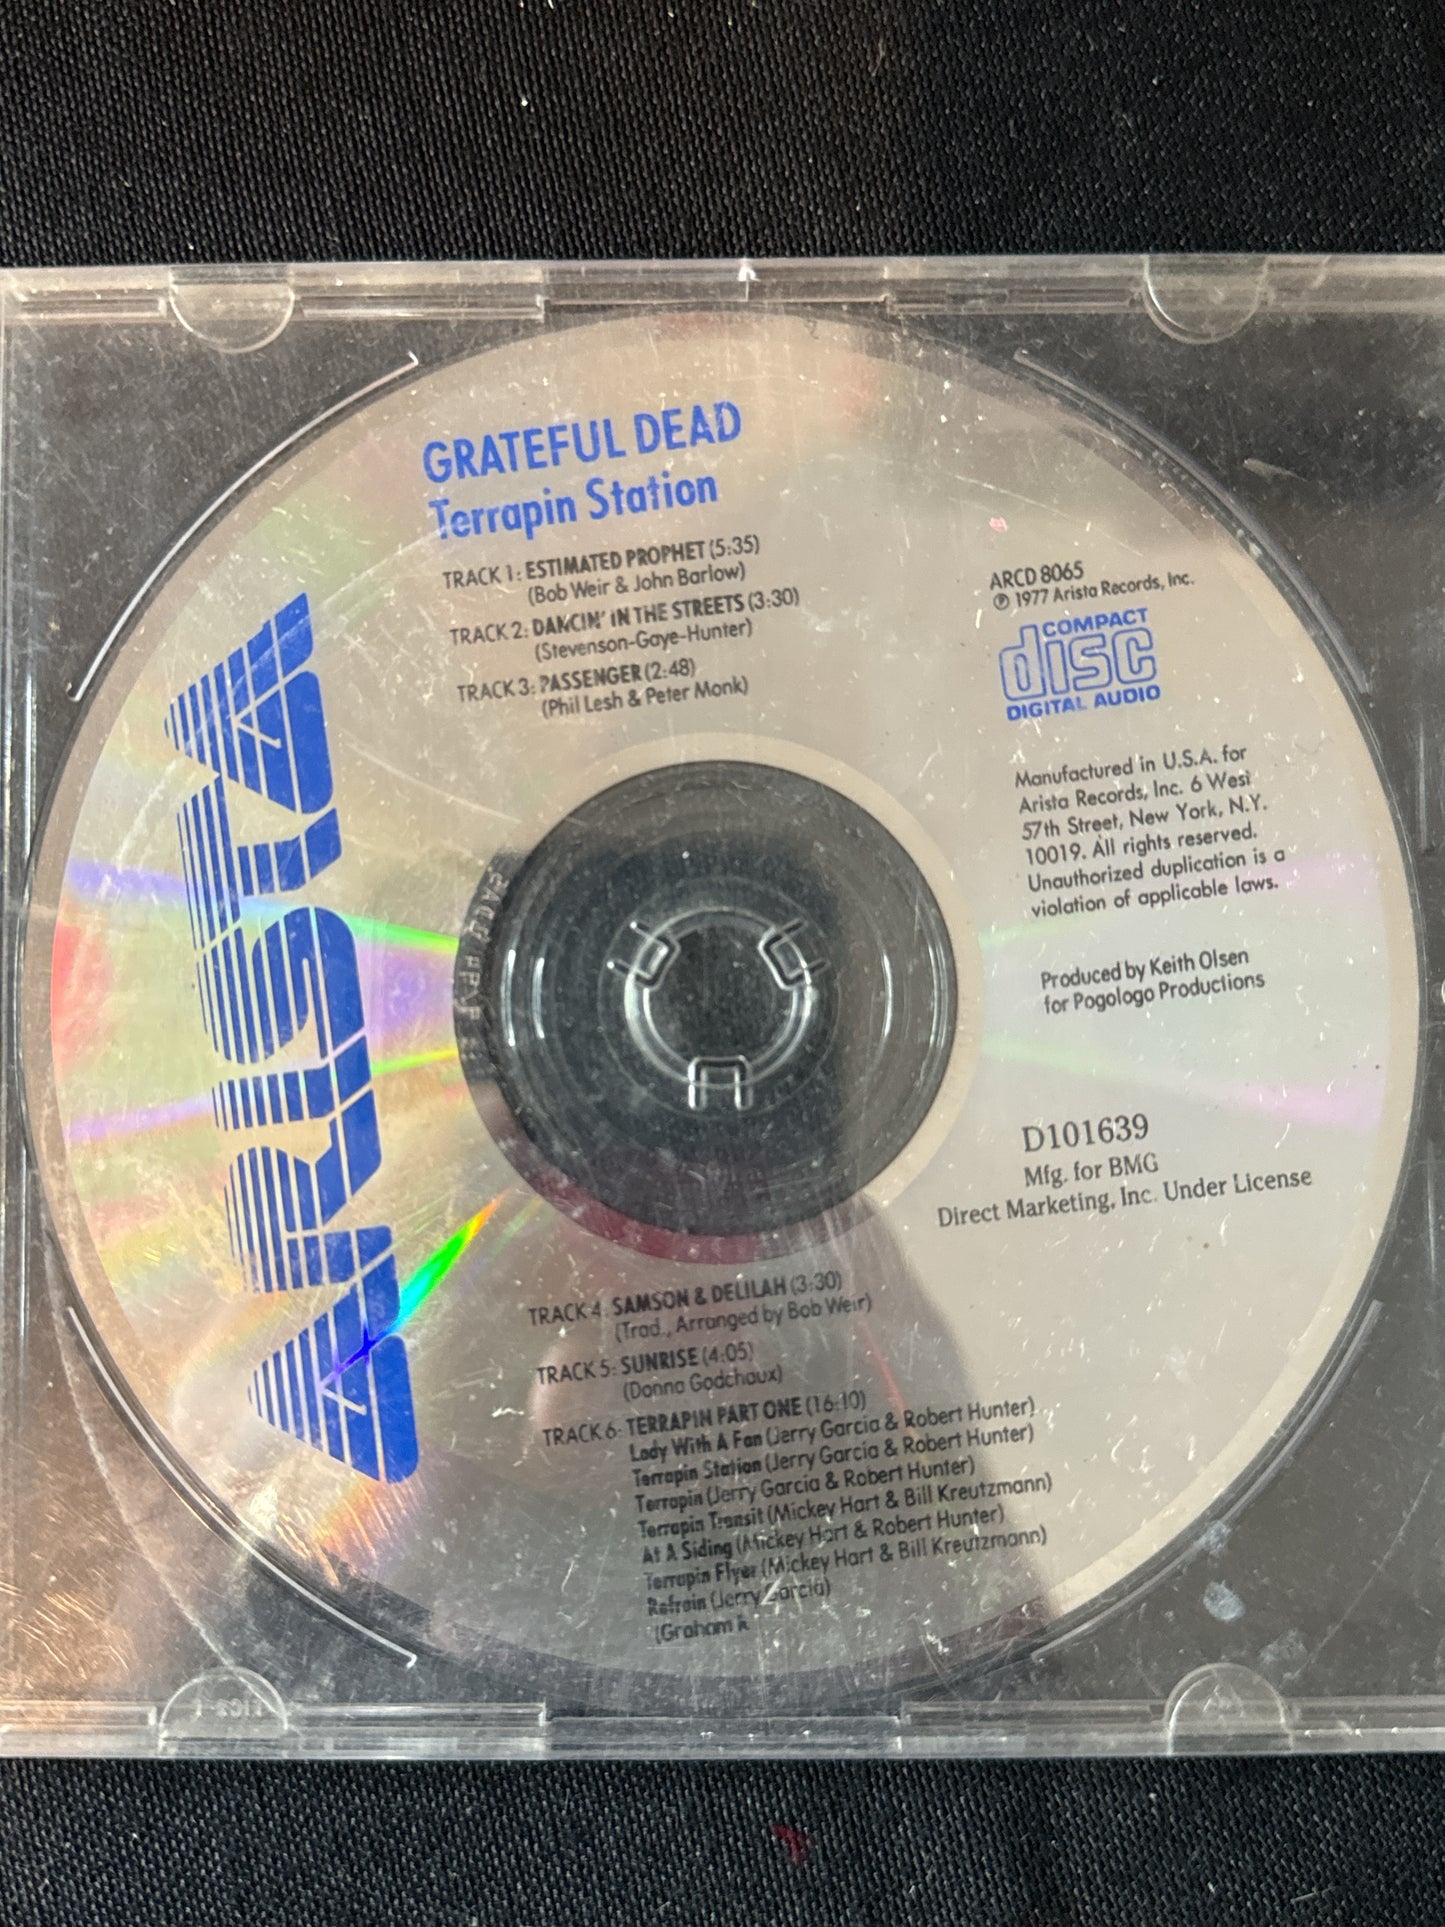 GRATEFUL DEAD
Terrapin Station
TRACK 1: ESTIMATED PROPHET (5:35)
(Bob Weir & John Barlow)
TRACK 2: DANCIN' IN THE STREETS (3:30)
(Stevenson-Gaye-Hunter)
TRACK 3: PASSENGER (2:48)
(Phil Lesh & Peter Monk)
ARISTA
ARCD 8065
℗ 1977 Arista Records, Inc.
COMPACT
disc
DIGITAL AUDIO
Manufactured in U.S.A. for
Arista Records, Inc. 6 West
57th Street, New York, N.Y.
10019. All rights reserved.
Unauthorized duplication is a
violation of applicable laws.
Produced by Keith Olsen
for Pogologo Productions
D101639
Mfg. for BMG
Direct Marketing, Inc. Under License
TRACK 4: SAMSON & DELILAH (3:30)
(Trad., Arranged by Bob Weir)
TRACK 5: SUNRISE (4:05)
(Donna Godchaux)
TRACK 6: TERRAPIN PART ONE (16:10)
Lady With A Fan (Jerry Garcia & Robert Hunter)
Terrapin Station (Jerry Garcia & Robert Hunter)
Terrapin (Jerry Garcia & Robert Hunter)
Terrapin Transit (Mickey Hart & Bill Kreutzmann)
At A Siding (Mickey Hart & Robert Hunter)
Terrapin Flyer (Mickey Hart & Bill Kreutzmann)
Refrain (Jerry Garcia)
(Graham